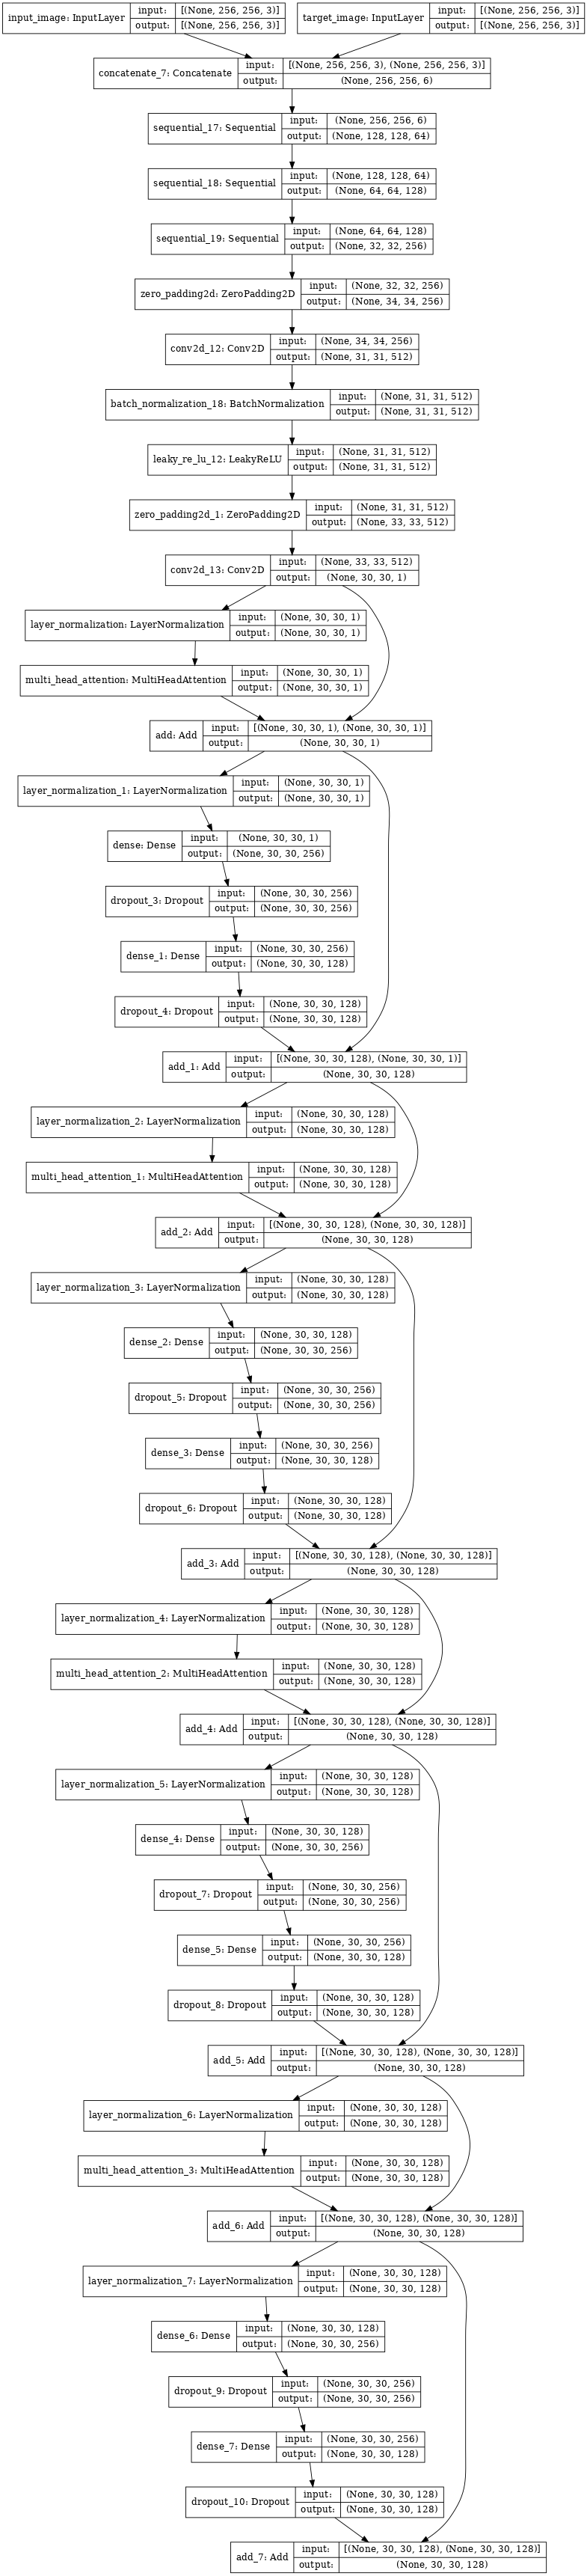 input_image: InputLayer
input:
[(None, 256, 256, 3)]
output:
[(None, 256, 256, 3)]
target_image: InputLayer
input:
[(None, 256, 256, 3)]
output:
[(None, 256, 256, 3)]
concatenate_7: Concatenate
input:
[(None, 256, 256, 3), (None, 256, 256, 3)]
output:
(None, 256, 256, 6)
sequential_17: Sequential
input:
(None, 256, 256, 6)
output:
(None, 128, 128, 64)
sequential_18: Sequential
input:
(None, 128, 128, 64)
output:
(None, 64, 64, 128)
sequential_19: Sequential
input:
(None, 64, 64, 128)
output:
(None, 32, 32, 256)
zero_padding2d: ZeroPadding2D
input:
(None, 32, 32, 256)
output:
(None, 34, 34, 256)
conv2d_12: Conv2D
input:
(None, 34, 34, 256)
output:
(None, 31, 31, 512)
batch_normalization_18: BatchNormalization
input:
(None, 31, 31, 512)
output:
(None, 31, 31, 512)
leaky_re_lu_12: LeakyReLU
input:
(None, 31, 31, 512)
output:
(None, 31, 31, 512)
zero_padding2d_1: ZeroPadding2D
input:
(None, 31, 31, 512)
output:
(None, 33, 33, 512)
conv2d_13: Conv2D
input:
(None, 33, 33, 512)
output:
(None, 30, 30, 1)
layer_normalization: LayerNormalization
input:
(None, 30, 30, 1)
output:
(None, 30, 30, 1)
multi_head_attention: MultiHeadAttention
input:
(None, 30, 30, 1)
output:
(None, 30, 30, 1)
add: Add
input:
[(None, 30, 30, 1), (None, 30, 30, 1)]
output:
(None, 30, 30, 1)
layer_normalization_1: LayerNormalization
input:
(None, 30, 30, 1)
output:
(None, 30, 30, 1)
dense: Dense
input:
(None, 30, 30, 1)
output:
(None, 30, 30, 256)
dropout_3: Dropout
input:
(None, 30, 30, 256)
output:
(None, 30, 30, 256)
dense_1: Dense
input:
(None, 30, 30, 256)
output:
(None, 30, 30, 128)
dropout_4: Dropout
input:
(None, 30, 30, 128)
output:
(None, 30, 30, 128)
add_1: Add
input:
[(None, 30, 30, 128), (None, 30, 30, 1)]
output:
(None, 30, 30, 128)
layer_normalization_2: LayerNormalization
input:
(None, 30, 30, 128)
output:
(None, 30, 30, 128)
multi_head_attention_1: MultiHeadAttention
input:
(None, 30, 30, 128)
output:
(None, 30, 30, 128)
add_2: Add
input:
[(None, 30, 30, 128), (None, 30, 30, 128)]
output:
(None, 30, 30, 128)
layer_normalization_3: LayerNormalization
input:
(None, 30, 30, 128)
output:
(None, 30, 30, 128)
dense_2: Dense
input:
(None, 30, 30, 128)
output:
(None, 30, 30, 256)
dropout_5: Dropout
input:
(None, 30, 30, 256)
output:
(None, 30, 30, 256)
dense_3: Dense
input:
(None, 30, 30, 256)
output:
(None, 30, 30, 128)
dropout_6: Dropout
input:
(None, 30, 30, 128)
output:
(None, 30, 30, 128)
add_3: Add
input:
[(None, 30, 30, 128), (None, 30, 30, 128)]
output:
(None, 30, 30, 128)
layer_normalization_4: LayerNormalization
input:
(None, 30, 30, 128)
output:
(None, 30, 30, 128)
multi_head_attention_2: MultiHeadAttention
input:
(None, 30, 30, 128)
output:
(None, 30, 30, 128)
add_4: Add
input:
[(None, 30, 30, 128), (None, 30, 30, 128)]
output:
(None, 30, 30, 128)
layer_normalization_5: LayerNormalization
input:
(None, 30, 30, 128)
output:
(None, 30, 30, 128)
dense_4: Dense
input:
(None, 30, 30, 128)
output:
(None, 30, 30, 256)
dropout_7: Dropout
input:
(None, 30, 30, 256)
output:
(None, 30, 30, 256)
dense_5: Dense
input:
(None, 30, 30, 256)
output:
(None, 30, 30, 128)
dropout_8: Dropout
input:
(None, 30, 30, 128)
output:
(None, 30, 30, 128)
add_5: Add
input:
[(None, 30, 30, 128), (None, 30, 30, 128)]
output:
(None, 30, 30, 128)
layer_normalization_6: LayerNormalization
input:
(None, 30, 30, 128)
output:
(None, 30, 30, 128)
multi_head_attention_3: MultiHeadAttention
input:
(None, 30, 30, 128)
output:
(None, 30, 30, 128)
add_6: Add
input:
[(None, 30, 30, 128), (None, 30, 30, 128)]
output:
(None, 30, 30, 128)
layer_normalization_7: LayerNormalization
input:
(None, 30, 30, 128)
output:
(None, 30, 30, 128)
dense_6: Dense
input:
(None, 30, 30, 128)
output:
(None, 30, 30, 256)
dropout_9: Dropout
input:
(None, 30, 30, 256)
output:
(None, 30, 30, 256)
dense_7: Dense
input:
(None, 30, 30, 256)
output:
(None, 30, 30, 128)
dropout_10: Dropout
input:
(None, 30, 30, 128)
output:
(None, 30, 30, 128)
add_7: Add
input:
[(None, 30, 30, 128), (None, 30, 30, 128)]
output:
(None, 30, 30, 128)